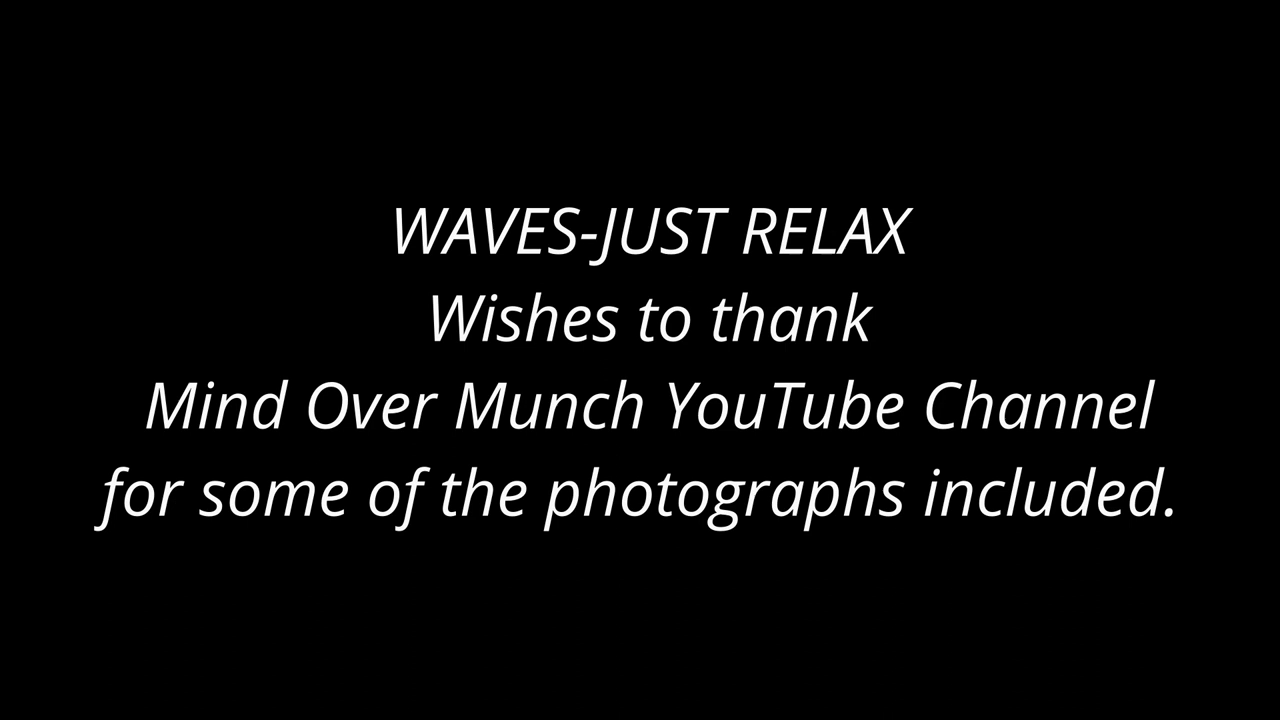 WAVES-JUST RELAX
Wishes to thank
Mind Over Munch YouTube Channel
for some of the photographs included.